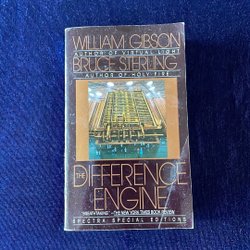 WILLIAM GIBSON
AUTHOR OF VIRTUAL LIGHT
BRUCE STERLING
AUTHOR OF HOLY FIRE
THE
DIFFERENCE
ENGINE
"BREATHTAKING" —THE NEW YORK TIMES BOOK REVIEW
SPECTRA SPECIAL EDITIONS